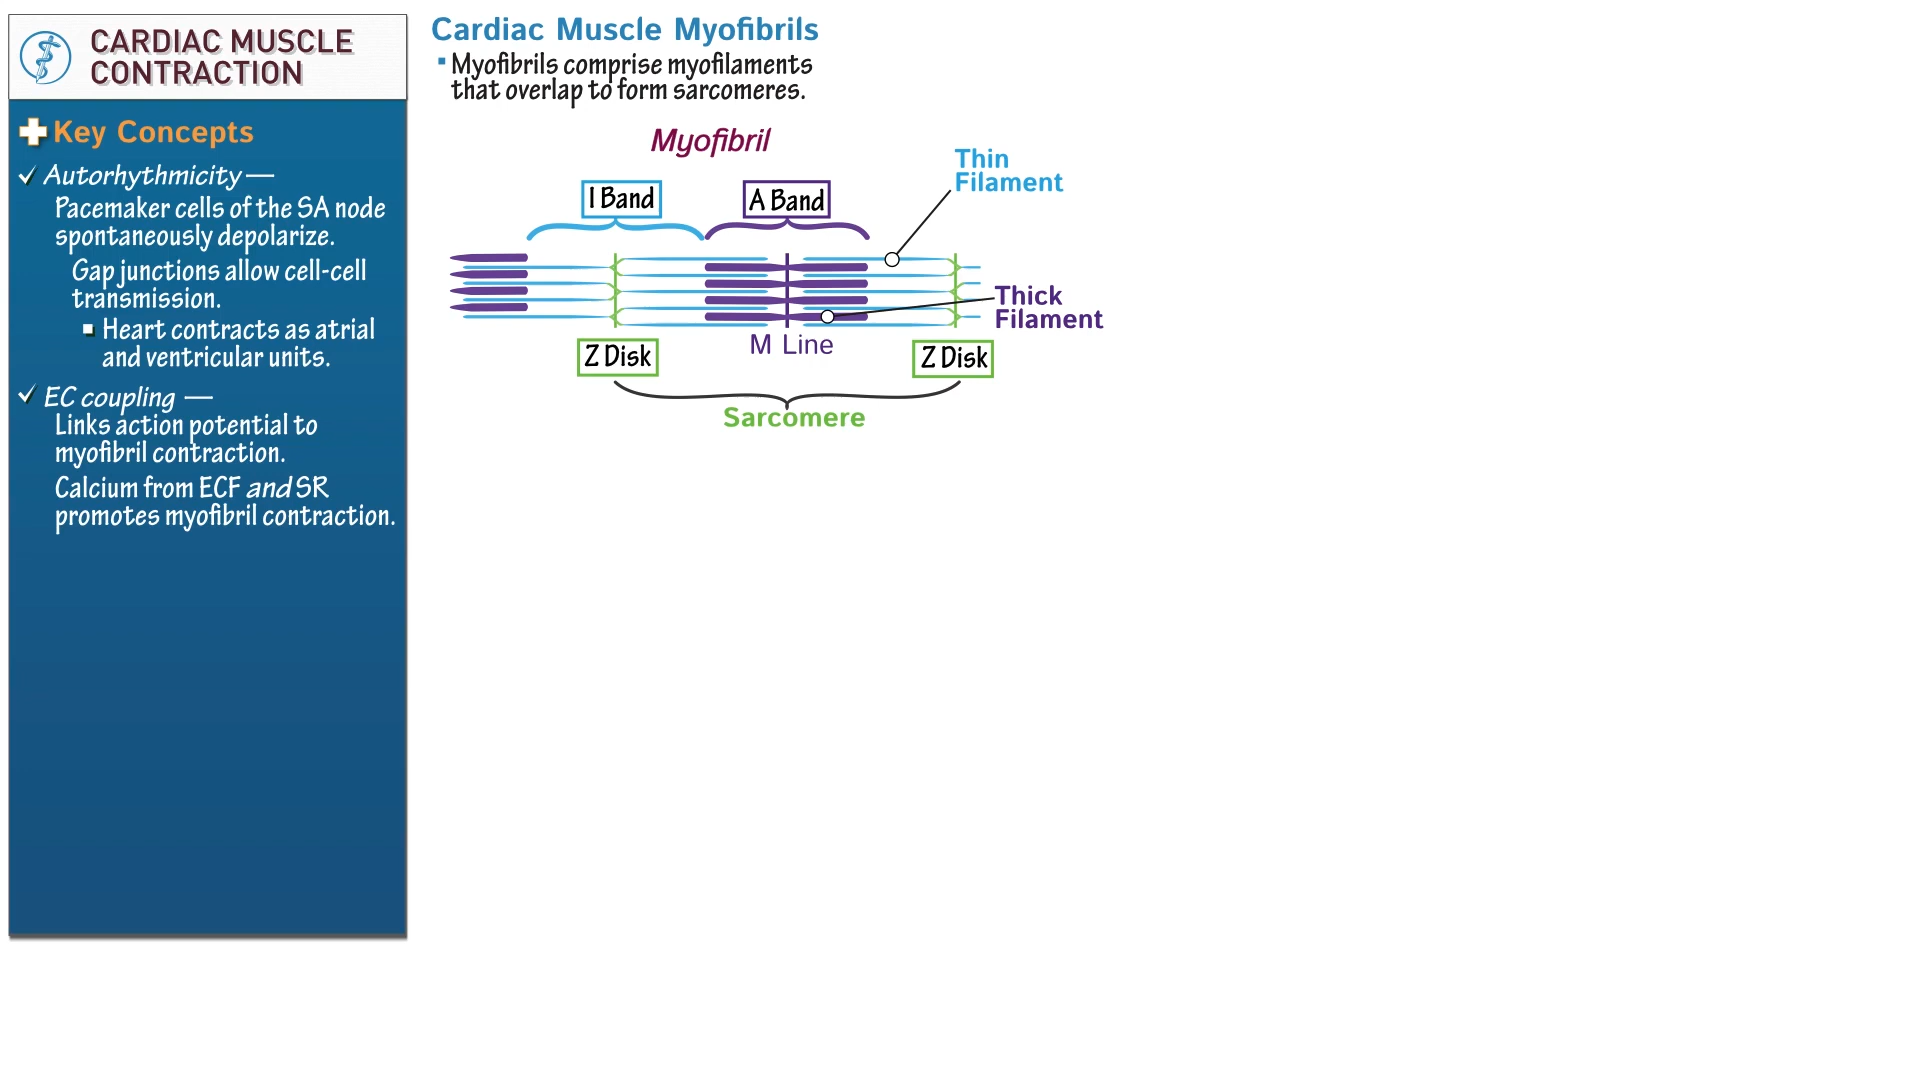 CARDIAC MUSCLE
CONTRACTION
Key Concepts
Autorhythmicity —
Pacemaker cells of the SA node
spontaneously depolarize.
Gap junctions allow cell-cell
transmission.
Heart contracts as atrial
and ventricular units.
EC coupling —
Links action potential to
myofibril contraction.
Calcium from ECF and SR
promotes myofibril contraction.
Cardiac Muscle Myofibrils
Myofibrils comprise myofilaments
that overlap to form sarcomeres.
Myofibril
I Band
A Band
Thin
Filament
Thick
Filament
M Line
Z Disk
Z Disk
Sarcomere